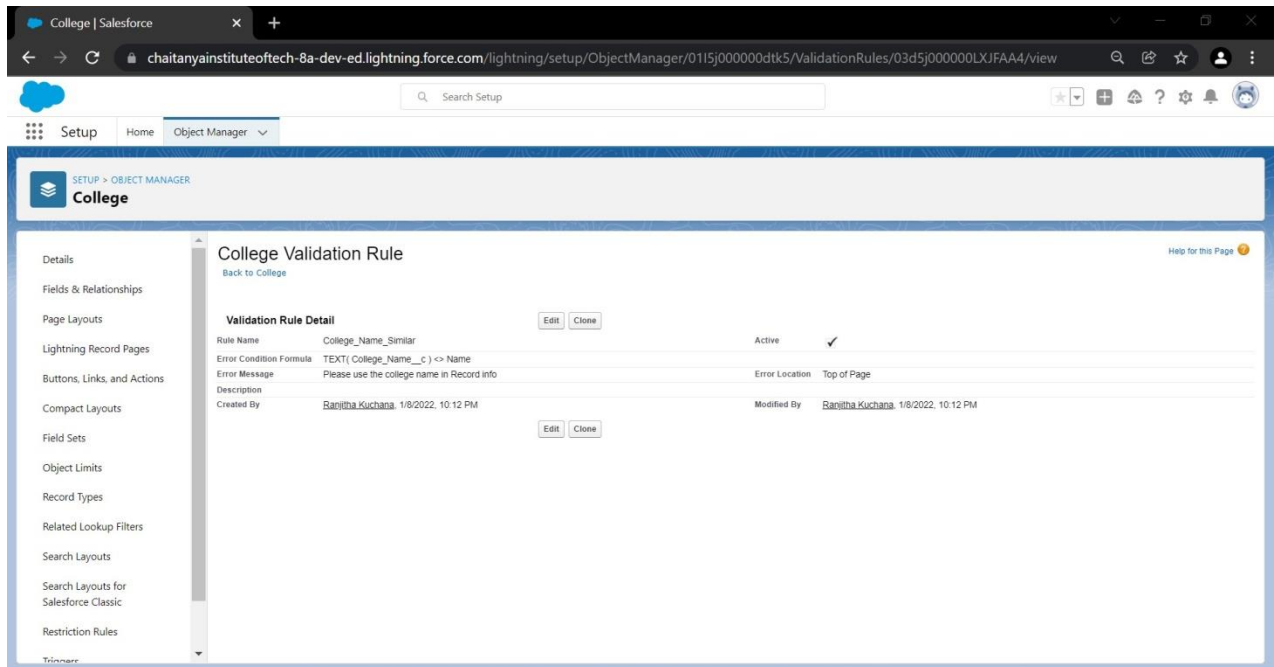 College | Salesforce
chaitanyainstituteoftech-8a-dev-ed.lightning.force.com/lightning/setup/ObjectManager/01I5j000000dtk5/ValidationRules/03d5j000000LXJFAA4/view
Search Setup
Setup Home Object Manager
SETUP > OBJECT MANAGER
College
Details
Fields & Relationships
Page Layouts
Lightning Record Pages
Buttons, Links, and Actions
Compact Layouts
Field Sets
Object Limits
Record Types
Related Lookup Filters
Search Layouts
Search Layouts for
Salesforce Classic
Restriction Rules
Triggers
College Validation Rule
Help for this Page
Back to College
Validation Rule Detail Edit Clone
Rule Name College_Name_Similar Active
Error Condition Formula TEXT( College_Name__c ) <> Name
Error Message Please use the college name in Record info Error Location Top of Page
Description
Created By Ranjitha Kuchana, 1/8/2022, 10:12 PM Modified By Ranjitha Kuchana, 1/8/2022, 10:12 PM
Edit Clone